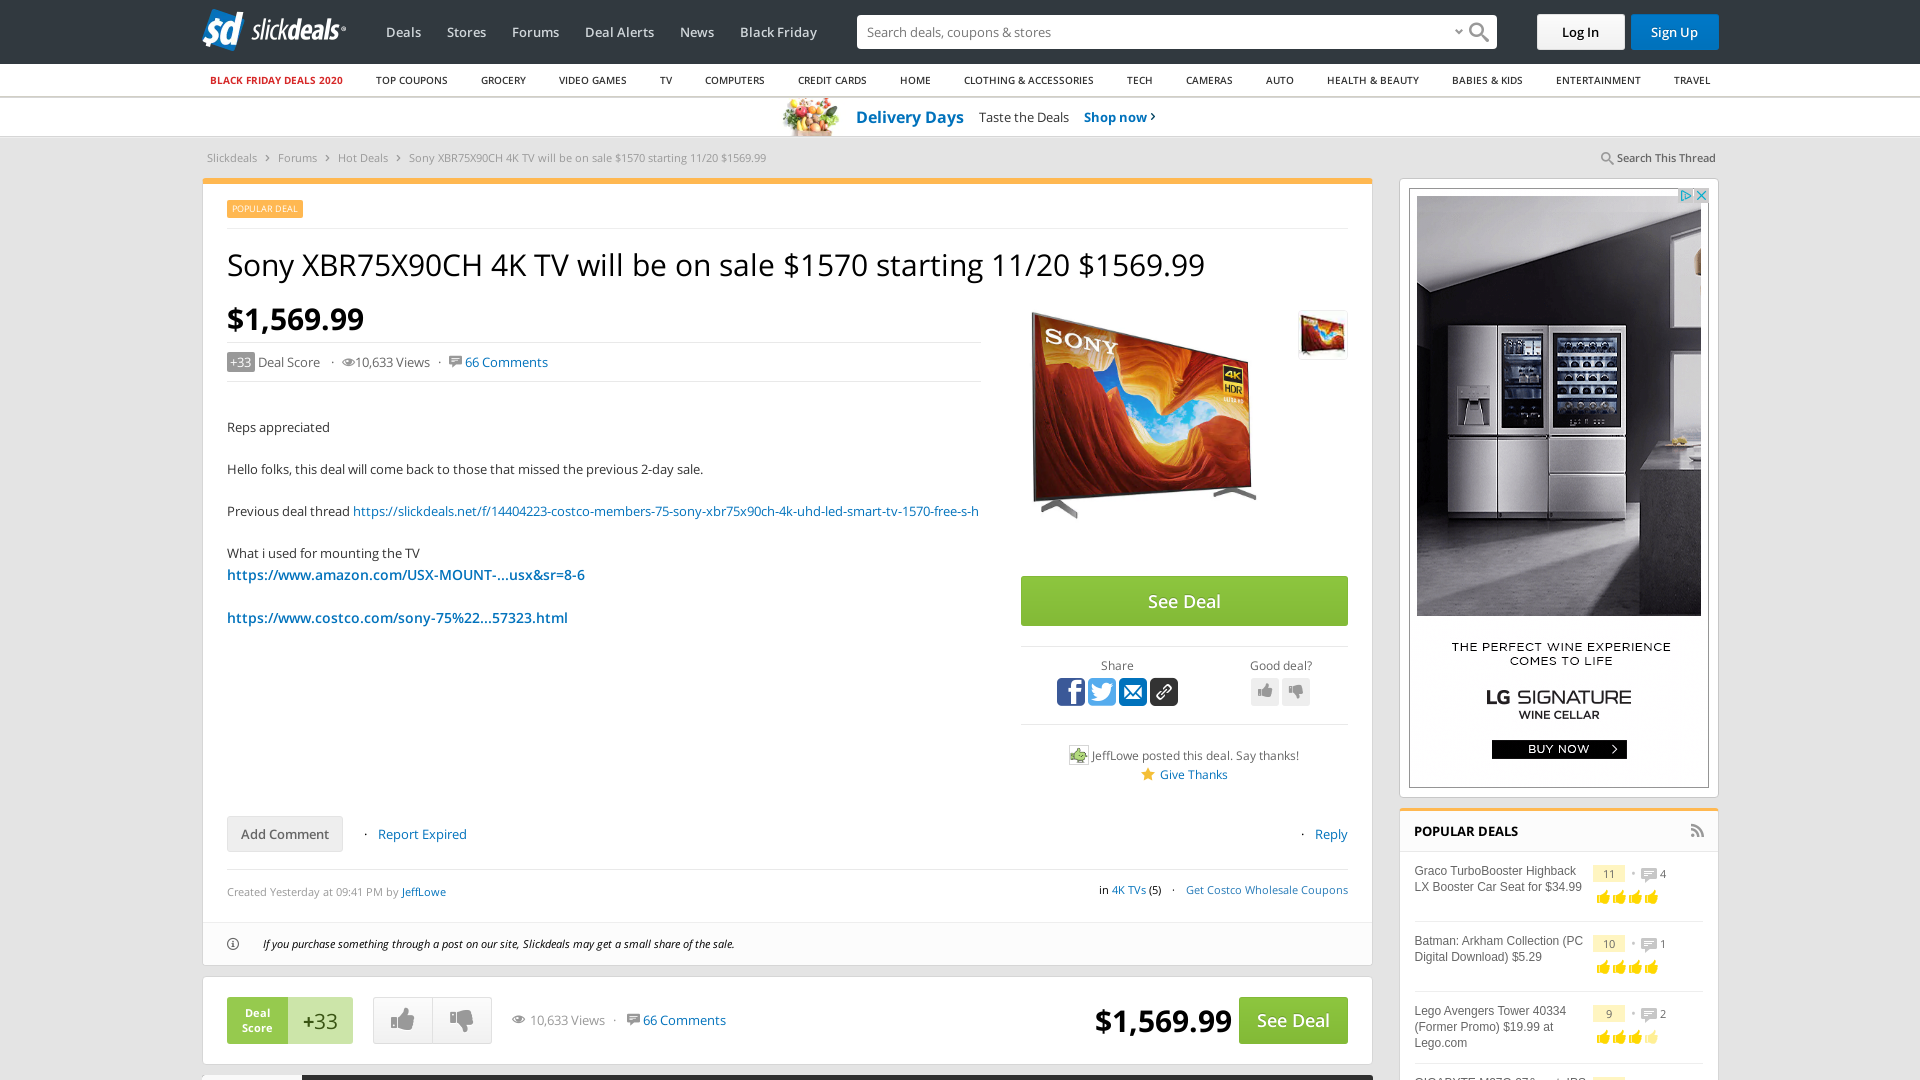 sd slickdeals
Deals Stores Forums Deal Alerts News Black Friday
Search deals, coupons & stores
Log In
Sign Up
BLACK FRIDAY DEALS 2020 TOP COUPONS GROCERY VIDEO GAMES TV COMPUTERS CREDIT CARDS HOME CLOTHING & ACCESSORIES TECH CAMERAS AUTO HEALTH & BEAUTY BABIES & KIDS ENTERTAINMENT TRAVEL
Delivery Days Taste the Deals Shop now ›
Slickdeals › Forums › Hot Deals › Sony XBR75X90CH 4K TV will be on sale $1570 starting 11/20 $1569.99
Search This Thread
POPULAR DEAL
Sony XBR75X90CH 4K TV will be on sale $1570 starting 11/20 $1569.99
$1,569.99
+33 Deal Score · 10,633 Views · 66 Comments
Reps appreciated
Hello folks, this deal will come back to those that missed the previous 2-day sale.
Previous deal thread https://slickdeals.net/f/14404223-costco-members-75-sony-xbr75x90ch-4k-uhd-led-smart-tv-1570-free-s-h
What i used for mounting the TV
https://www.amazon.com/USX-MOUNT-...usx&sr=8-6
https://www.costco.com/sony-75%22...57323.html
SONY
4K
HDR
See Deal
Share
Good deal?
JeffLowe posted this deal. Say thanks!
Give Thanks
Add Comment · Report Expired
· Reply
Created Yesterday at 09:41 PM by JeffLowe
in 4K TVs (5) · Get Costco Wholesale Coupons
If you purchase something through a post on our site, Slickdeals may get a small share of the sale.
Deal
Score
+33
10,633 Views · 66 Comments
$1,569.99
See Deal
THE PERFECT WINE EXPERIENCE
COMES TO LIFE
LG SIGNATURE
WINE CELLAR
BUY NOW
POPULAR DEALS
Graco TurboBooster Highback
LX Booster Car Seat for $34.99
11 · 4
Batman: Arkham Collection (PC
Digital Download) $5.29
10 · 1
Lego Avengers Tower 40334
(Former Promo) $19.99 at
Lego.com
9 · 2